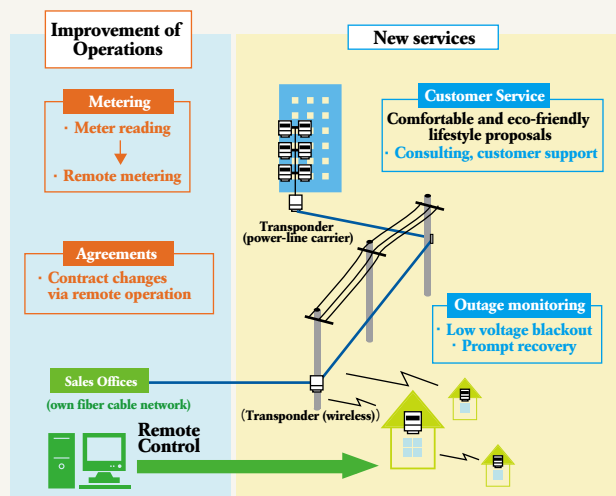 Improvement of
Operations
Metering
· Meter reading
· Remote metering
Agreements
· Contract changes
via remote operation
Sales Offices
(own fiber cable network)
Remote
Control
New services
Customer Service
Comfortable and eco-friendly
lifestyle proposals
· Consulting, customer support
Transponder
(power-line carrier)
Outage monitoring
· Low voltage blackout
· Prompt recovery
(Transponder (wireless))